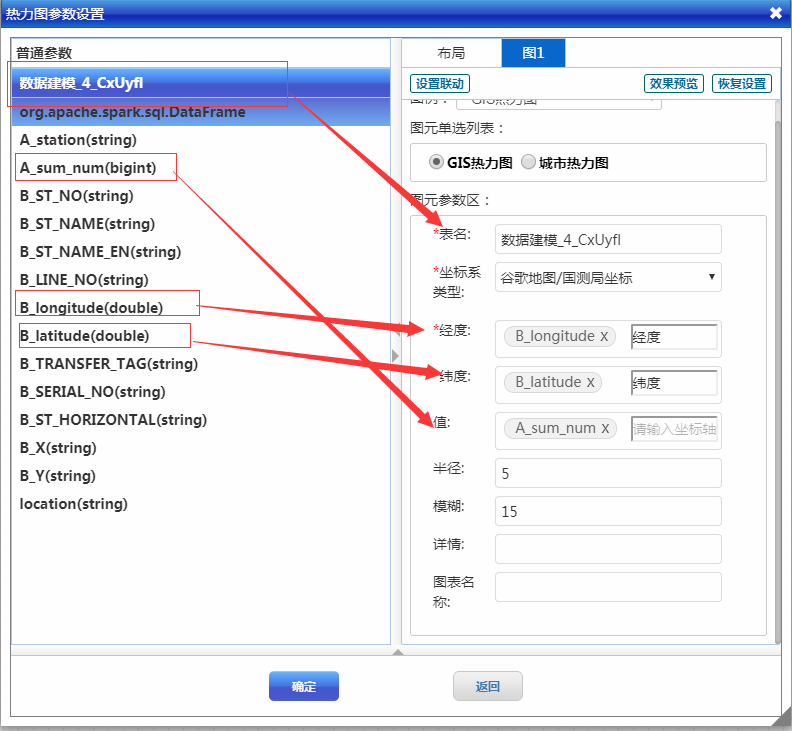 热力图参数设置
普通参数
数据建模_4_CxUyfl
org.apache.spark.sql.DataFrame
A_station(string)
A_sum_num(bigint)
B_ST_NO(string)
B_ST_NAME(string)
B_ST_NAME_EN(string)
B_LINE_NO(string)
B_longitude(double)
B_latitude(double)
B_TRANSFER_TAG(string)
B_SERIAL_NO(string)
B_ST_HORIZONTAL(string)
B_X(string)
B_Y(string)
location(string)
布局 图1
设置联动 效果预览 恢复设置
图例： GIS热力图
图元单选列表：
GIS热力图 城市热力图
图元参数区：
*表名: 数据建模_4_CxUyfl
*坐标系类型: 谷歌地图/国测局坐标
*经度: B_longitude X 经度
纬度: B_latitude X 纬度
值: A_sum_num X 请输入坐标轴
半径: 5
模糊: 15
详情:
图表名称:
确定 返回